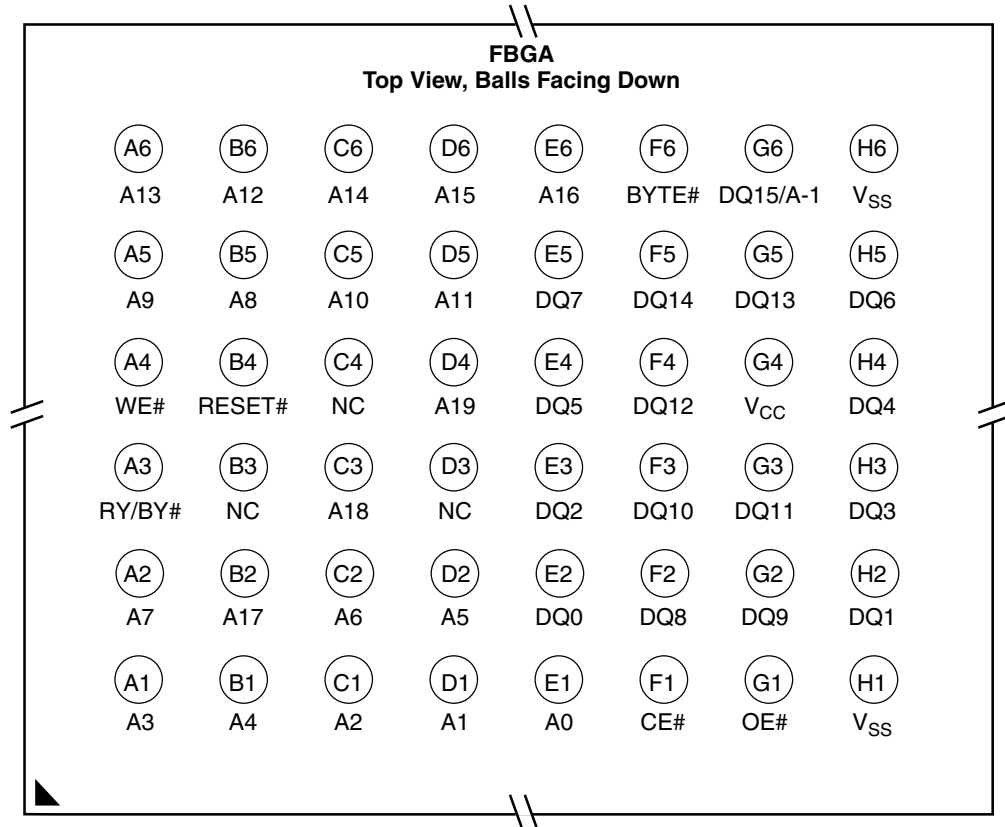 FBGA
Top View, Balls Facing Down
A6 B6 C6 D6 E6 F6 G6 H6
A13 A12 A14 A15 A16 BYTE# DQ15/A-1 VSS
A5 B5 C5 D5 E5 F5 G5 H5
A9 A8 A10 A11 DQ7 DQ14 DQ13 DQ6
A4 B4 C4 D4 E4 F4 G4 H4
WE# RESET# NC A19 DQ5 DQ12 VCC DQ4
A3 B3 C3 D3 E3 F3 G3 H3
RY/BY# NC A18 NC DQ2 DQ10 DQ11 DQ3
A2 B2 C2 D2 E2 F2 G2 H2
A7 A17 A6 A5 DQ0 DQ8 DQ9 DQ1
A1 B1 C1 D1 E1 F1 G1 H1
A3 A4 A2 A1 A0 CE# OE# VSS